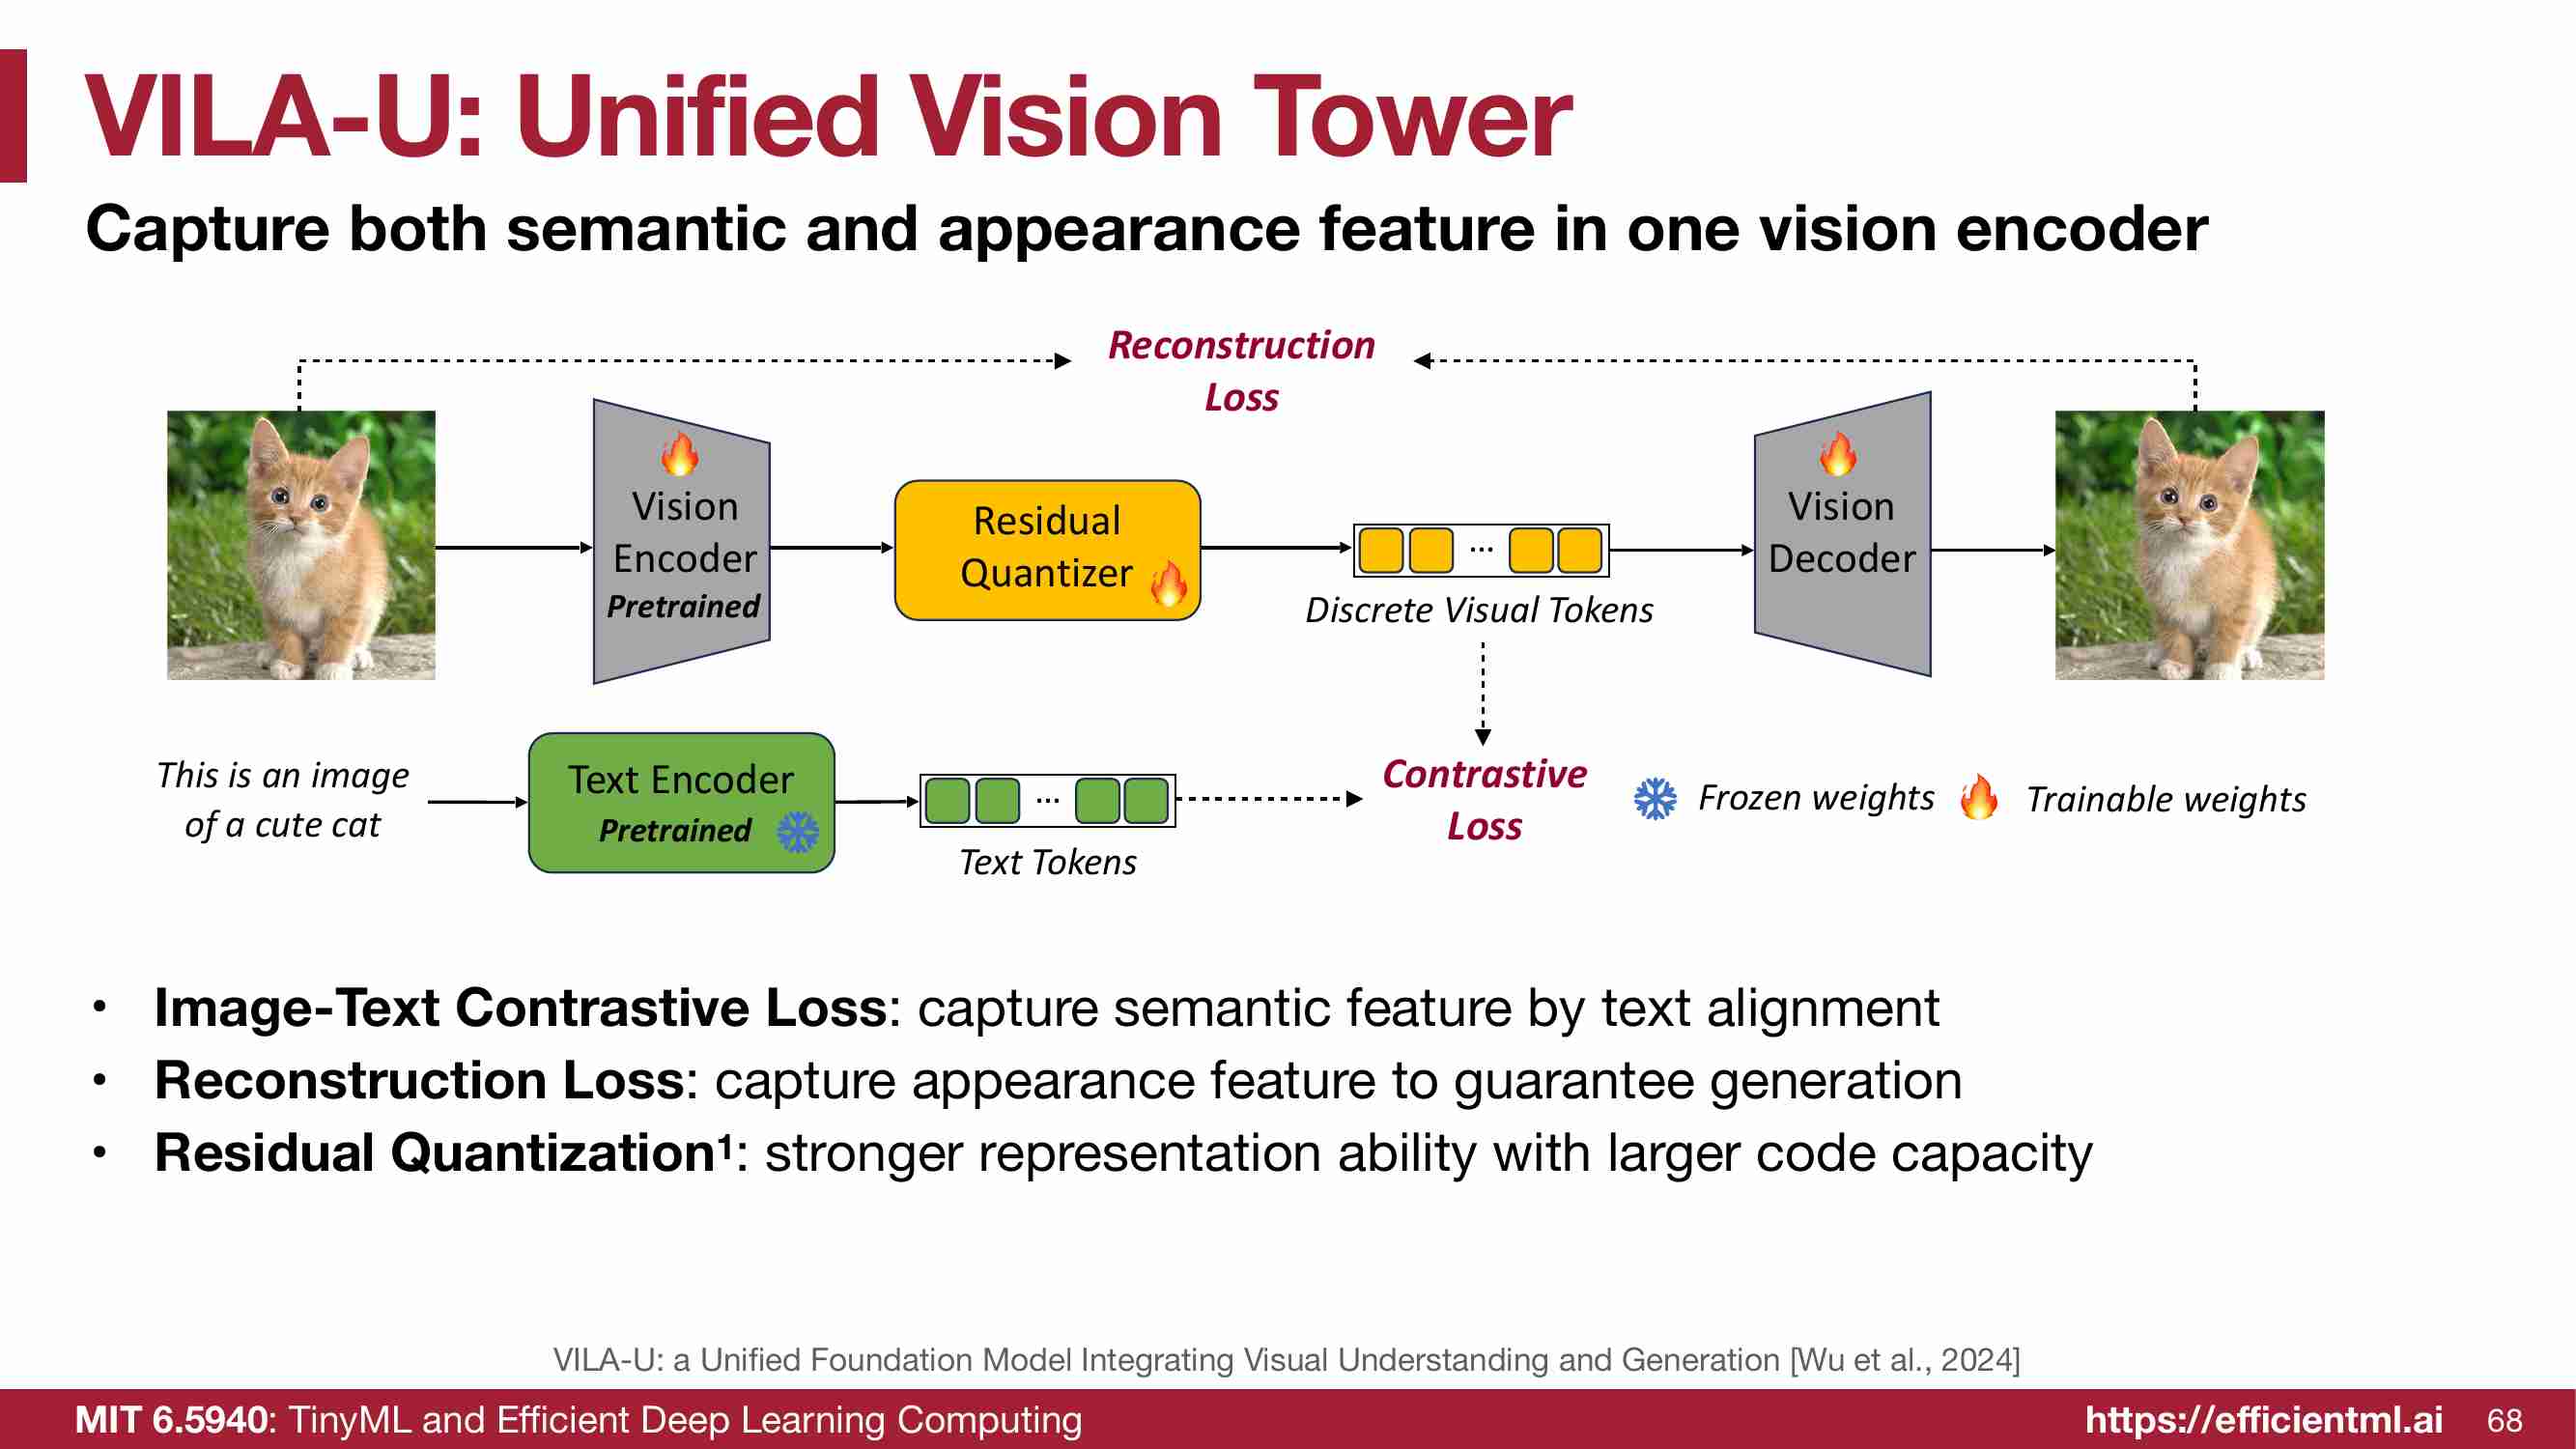 VILA-U: Unified Vision Tower
Capture both semantic and appearance feature in one vision encoder
Reconstruction
Loss
Vision
Encoder
Pretrained
Residual
Quantizer
...
Discrete Visual Tokens
Vision
Decoder
This is an image
of a cute cat
Text Encoder
Pretrained
...
Text Tokens
Contrastive
Loss
Frozen weights
Trainable weights
• Image-Text Contrastive Loss: capture semantic feature by text alignment
• Reconstruction Loss: capture appearance feature to guarantee generation
• Residual Quantization¹: stronger representation ability with larger code capacity
VILA-U: a Unified Foundation Model Integrating Visual Understanding and Generation [Wu et al., 2024]
MIT 6.5940: TinyML and Efficient Deep Learning Computing
https://efficientml.ai
68